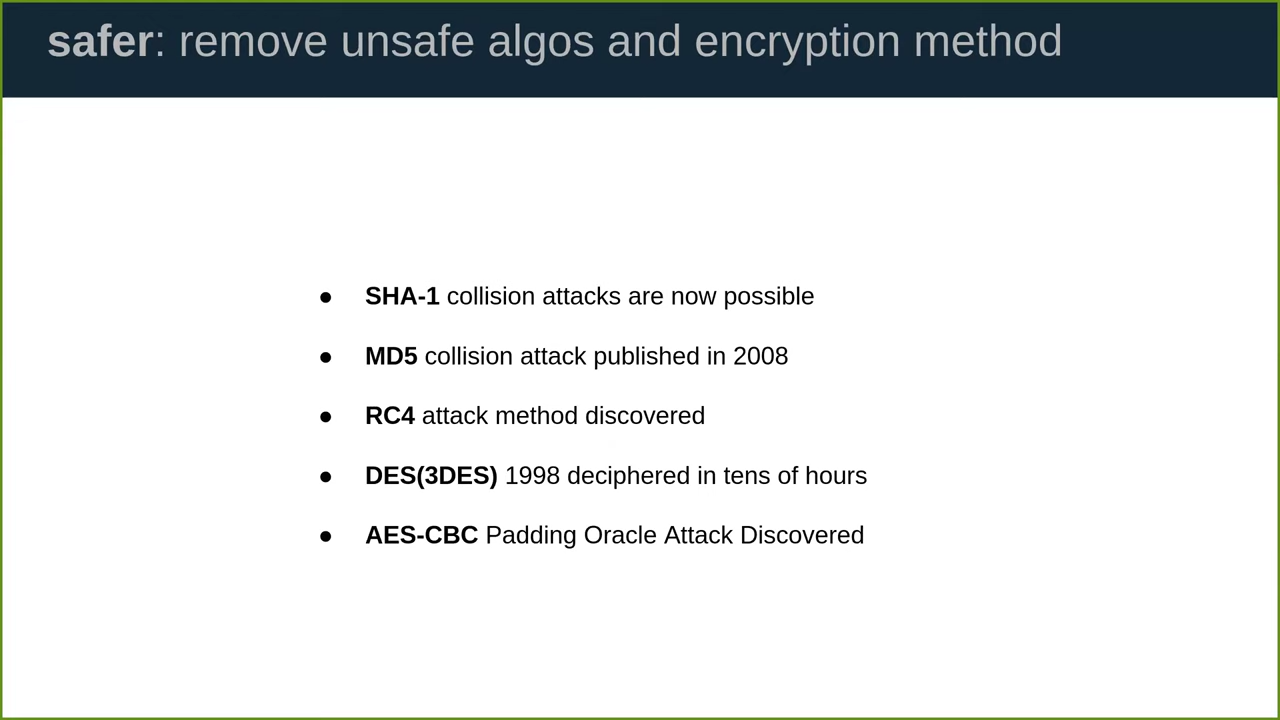 safer: remove unsafe algos and encryption method
● SHA-1 collision attacks are now possible
● MD5 collision attack published in 2008
● RC4 attack method discovered
● DES(3DES) 1998 deciphered in tens of hours
● AES-CBC Padding Oracle Attack Discovered